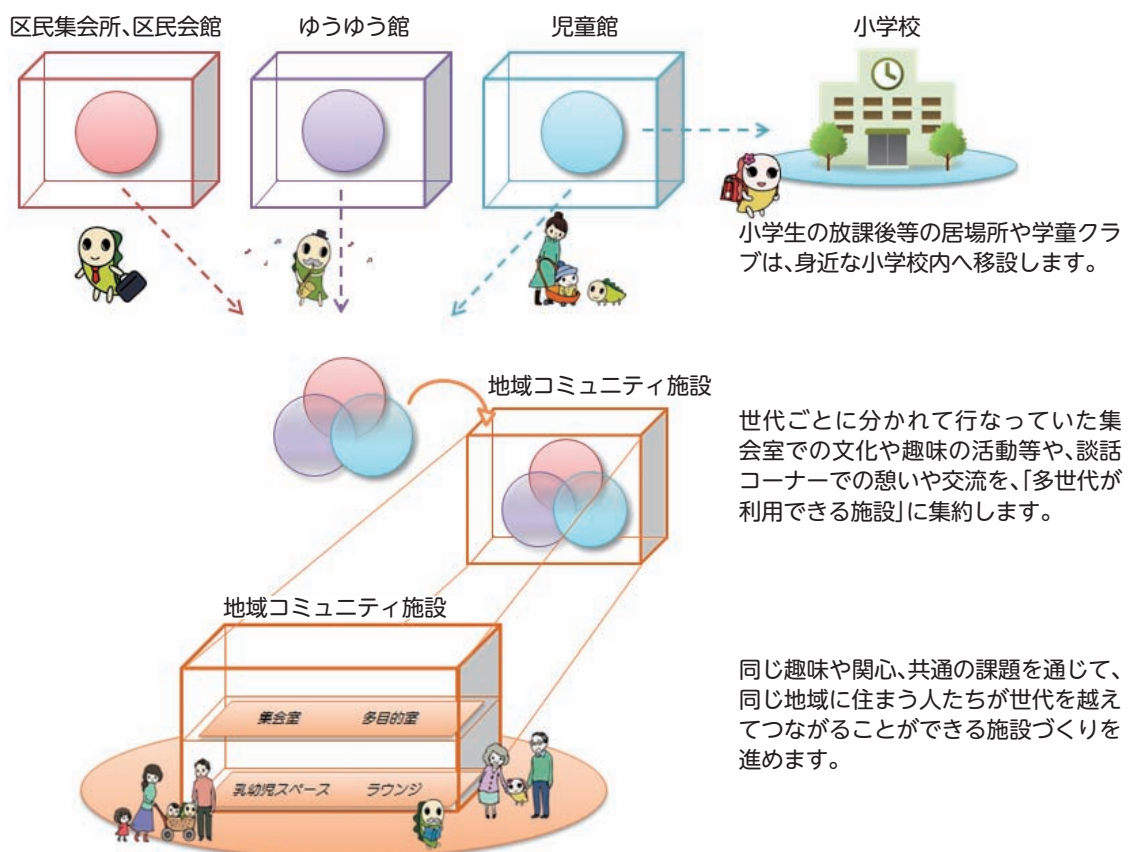 区民集会所、区民会館
ゆうゆう館
児童館
小学校
小学生の放課後等の居場所や学童クラ
ブは、身近な小学校内へ移設します。
地域コミュニティ施設
世代ごとに分かれて行なっていた集
会室での文化や趣味の活動等や、談話
コーナーでの憩いや交流を、「多世代が
利用できる施設」に集約します。
地域コミュニティ施設
集会室
多目的室
乳幼児スペース
ラウンジ
同じ趣味や関心、共通の課題を通じて、
同じ地域に住まう人たちが世代を越え
てつながることができる施設づくりを
進めます。